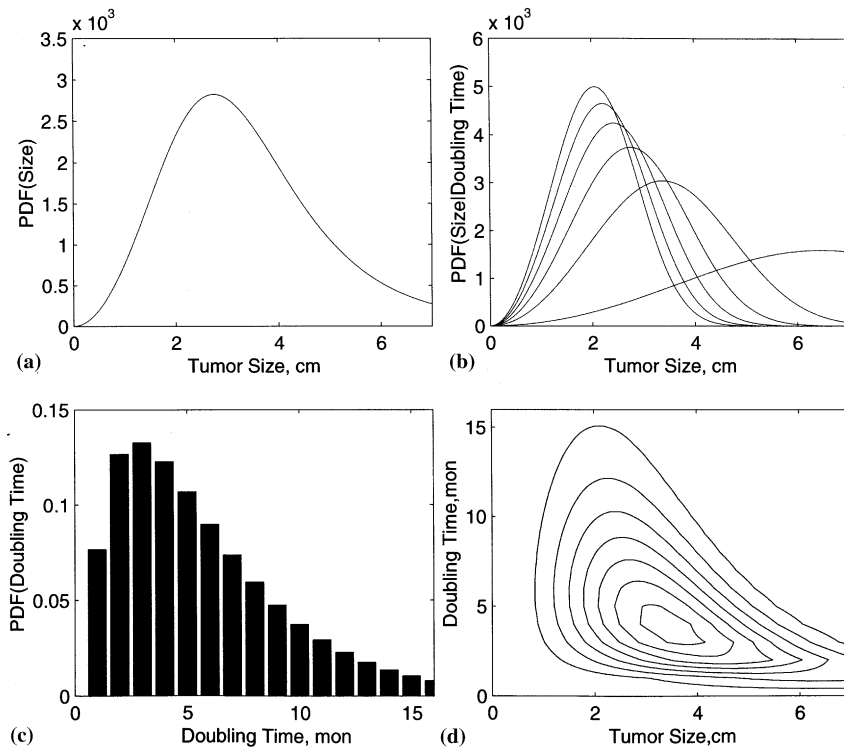 x 10³
3.5
3
2.5
2
1.5
1
0.5
0
PDF(Size)
0 2 4 6
Tumor Size, cm
(a)
x 10³
6
5
4
3
2
1
0
PDF(Size|Doubling Time)
0 2 4 6
Tumor Size, cm
(b)
0.15
0.1
0.05
0
PDF(Doubling Time)
0 5 10 15
Doubling Time, mon
(c)
15
10
5
0
Doubling Time,mon
0 2 4 6
Tumor Size,cm
(d)